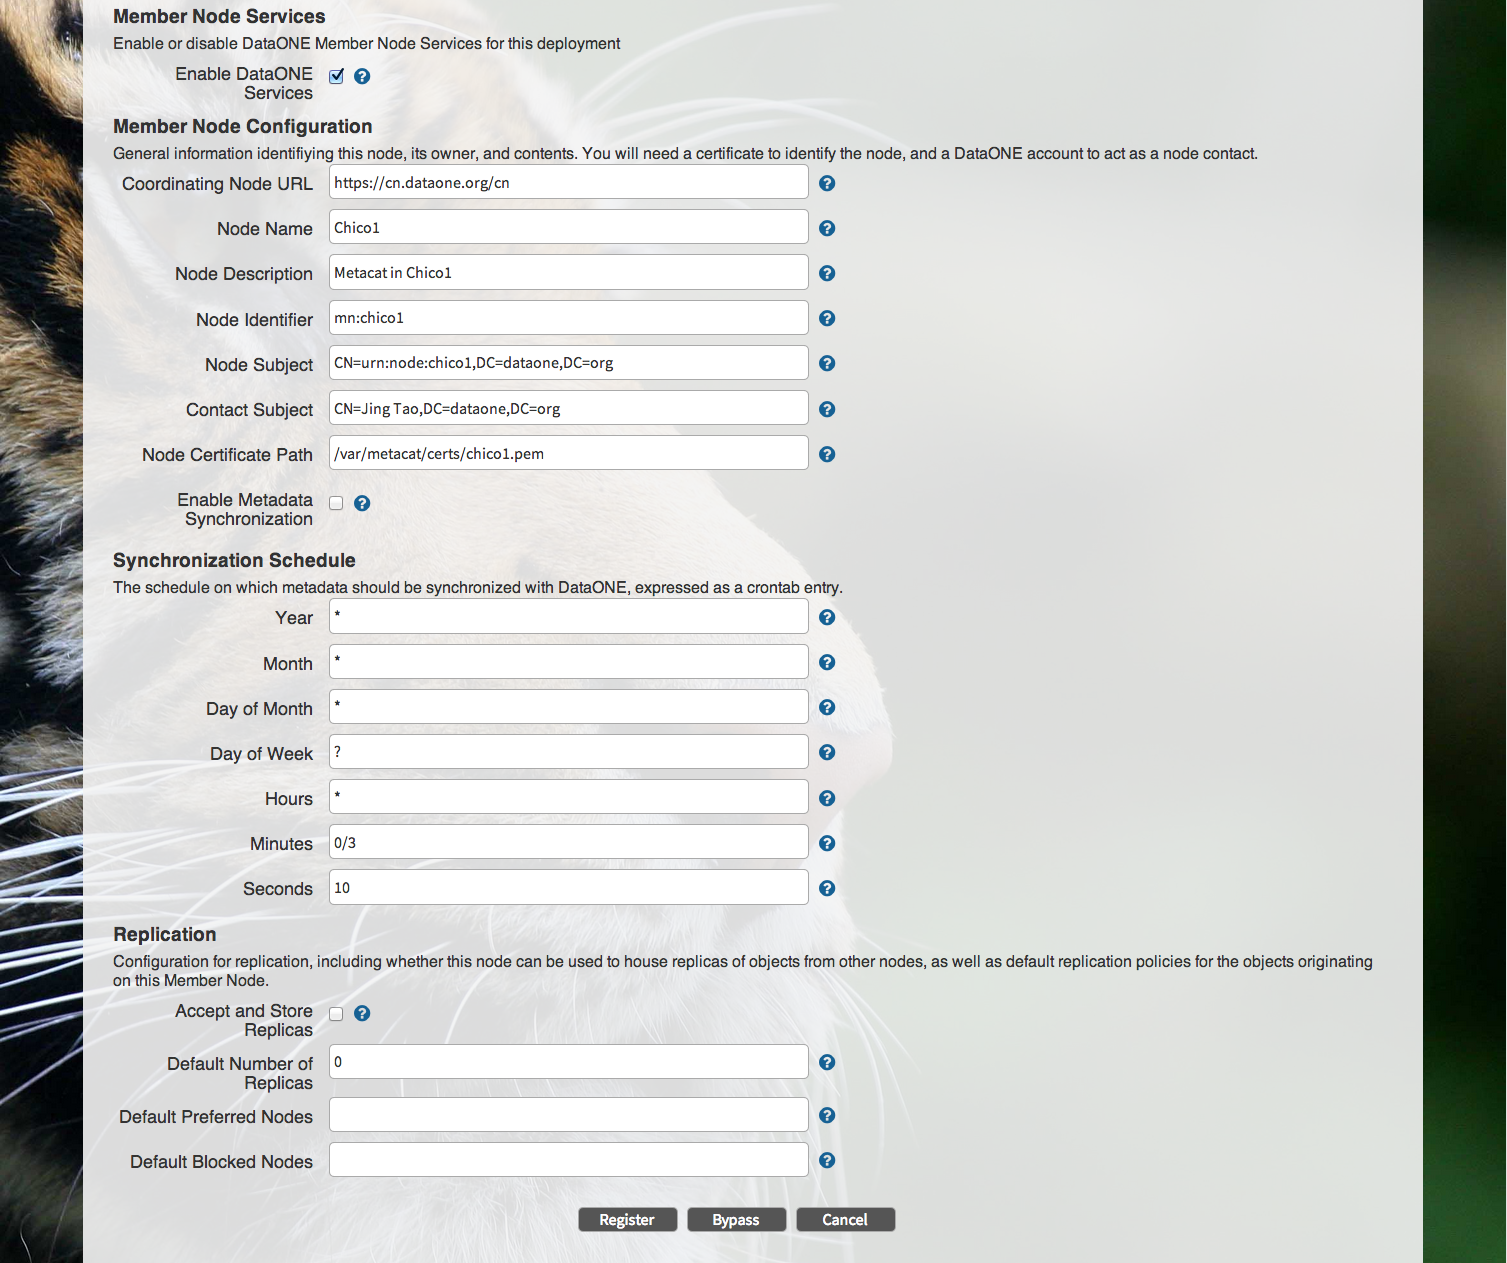 Member Node Services
Enable or disable DataONE Member Node Services for this deployment
Enable DataONE
Services
Member Node Configuration
General information identifiying this node, its owner, and contents. You will need a certificate to identify the node, and a DataONE account to act as a node contact.
Coordinating Node URL https://cn.dataone.org/cn
Node Name Chico1
Node Description Metacat in Chico1
Node Identifier mn:chico1
Node Subject CN=urn:node:chico1,DC=dataone,DC=org
Contact Subject CN=Jing Tao,DC=dataone,DC=org
Node Certificate Path /var/metacat/certs/chico1.pem
Enable Metadata
Synchronization
Synchronization Schedule
The schedule on which metadata should be synchronized with DataONE, expressed as a crontab entry.
Year *
Month *
Day of Month *
Day of Week ?
Hours *
Minutes 0/3
Seconds 10
Replication
Configuration for replication, including whether this node can be used to house replicas of objects from other nodes, as well as default replication policies for the objects originating
on this Member Node.
Accept and Store
Replicas
Default Number of 0
Replicas
Default Preferred Nodes
Default Blocked Nodes
Register Bypass Cancel